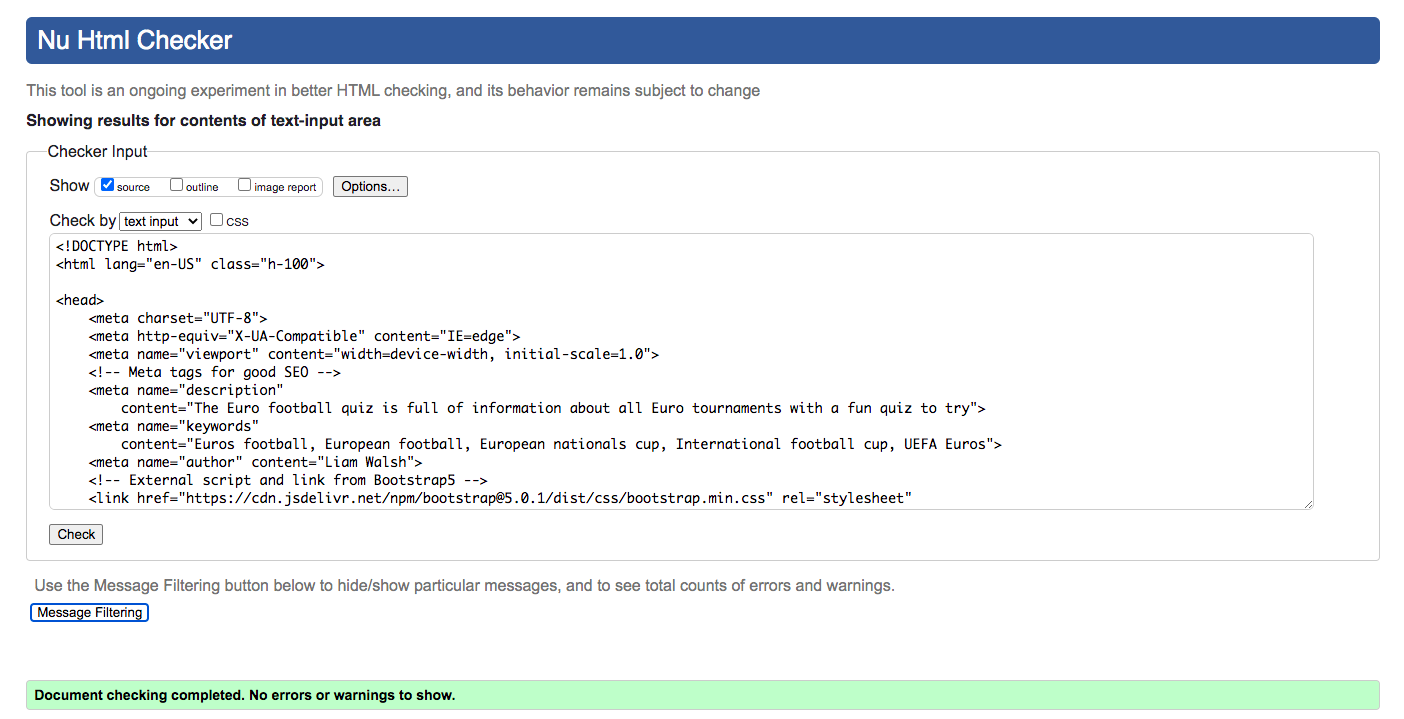 Nu Html Checker
This tool is an ongoing experiment in better HTML checking, and its behavior remains subject to change
Showing results for contents of text-input area
Checker Input
Show source outline image report Options...
Check by text input CSS
<!DOCTYPE html>
<html lang="en-US" class="h-100">
<head>
<meta charset="UTF-8">
<meta http-equiv="X-UA-Compatible" content="IE=edge">
<meta name="viewport" content="width=device-width, initial-scale=1.0">
<!-- Meta tags for good SEO -->
<meta name="description"
content="The Euro football quiz is full of information about all Euro tournaments with a fun quiz to try">
<meta name="keywords"
content="Euros football, European football, European nationals cup, International football cup, UEFA Euros">
<meta name="author" content="Liam Walsh">
<!-- External script and link from Bootstrap5 -->
<link href="https://cdn.jsdelivr.net/npm/bootstrap@5.0.1/dist/css/bootstrap.min.css" rel="stylesheet"
Check
Use the Message Filtering button below to hide/show particular messages, and to see total counts of errors and warnings.
Message Filtering
Document checking completed. No errors or warnings to show.